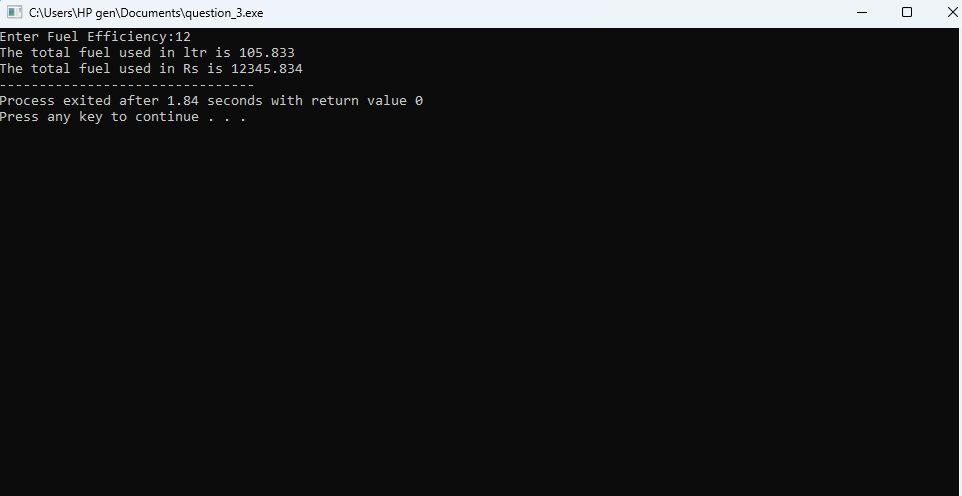 C:\Users\HP gen\Documents\question_3.exe
Enter Fuel Efficiency:12
The total fuel used in ltr is 105.833
The total fuel used in Rs is 12345.834
--------------------------------
Process exited after 1.84 seconds with return value 0
Press any key to continue . . .